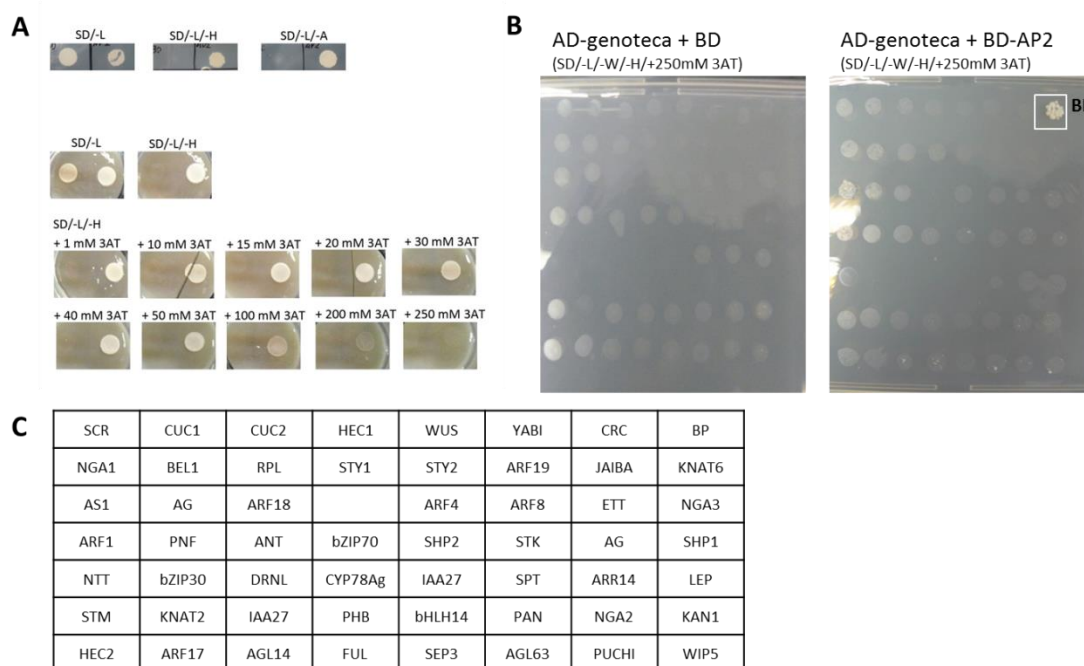 A
SD/-L
SD/-L/-H
SD/-L/-A
SD/-L
SD/-L/-H
SD/-L/-H
+ 1 mM 3AT
+ 10 mM 3AT
+ 15 mM 3AT
+ 20 mM 3AT
+ 30 mM 3AT
+ 40 mM 3AT
+ 50 mM 3AT
+ 100 mM 3AT
+ 200 mM 3AT
+ 250 mM 3AT
B
AD-genoteca + BD
(SD/-L/-W/-H/+250mM 3AT)
AD-genoteca + BD-AP2
(SD/-L/-W/-H/+250mM 3AT)
C
SCR CUC1 CUC2 HEC1 WUS YABI CRC BP
NGA1 BEL1 RPL STY1 STY2 ARF19 JAIBA KNAT6
AS1 AG ARF18 ARF4 ARF8 ETT NGA3
ARF1 PNF ANT bZIP70 SHP2 STK AG SHP1
NTT bZIP30 DRNL CYP78Ag IAA27 SPT ARR14 LEP
STM KNAT2 IAA27 PHB bHLH14 PAN NGA2 KAN1
HEC2 ARF17 AGL14 FUL SEP3 AGL63 PUCHI WIP5